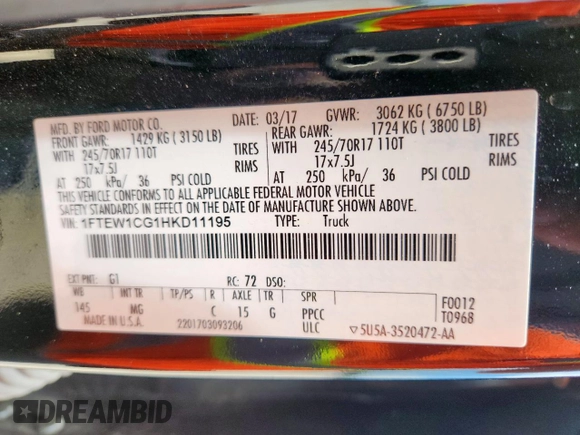 MFD. BY FORD MOTOR CO.
DATE: 03/17 GVWR: 3062 KG ( 6750 LB)
FRONT GAWR: 1429 KG ( 3150 LB)
REAR GAWR: 1724 KG ( 3800 LB)
WITH 245/70R17 110T TIRES
WITH 245/70R17 110T TIRES
17x7.5J RIMS
17x7.5J RIMS
AT 250 kPa/ 36 PSI COLD
AT 250 kPa/ 36 PSI COLD
THIS VEHICLE CONFORMS TO ALL APPLICABLE FEDERAL MOTOR VEHICLE
SAFETY STANDARDS IN EFFECT ON THE DATE OF MANUFACTURE SHOWN ABOVE.
VIN: 1FTEW1CG1HKD11195 TYPE: Truck
EXT PNT: G1 RC: 72 DSO:
WB INT TR TP/PS R AXLE TR SPR
145 MG C 15 G PPCC
ULC
F0012
T0968
MADE IN U.S.A. 2201703093206
5U5A-3520472-AA
DREAMBID